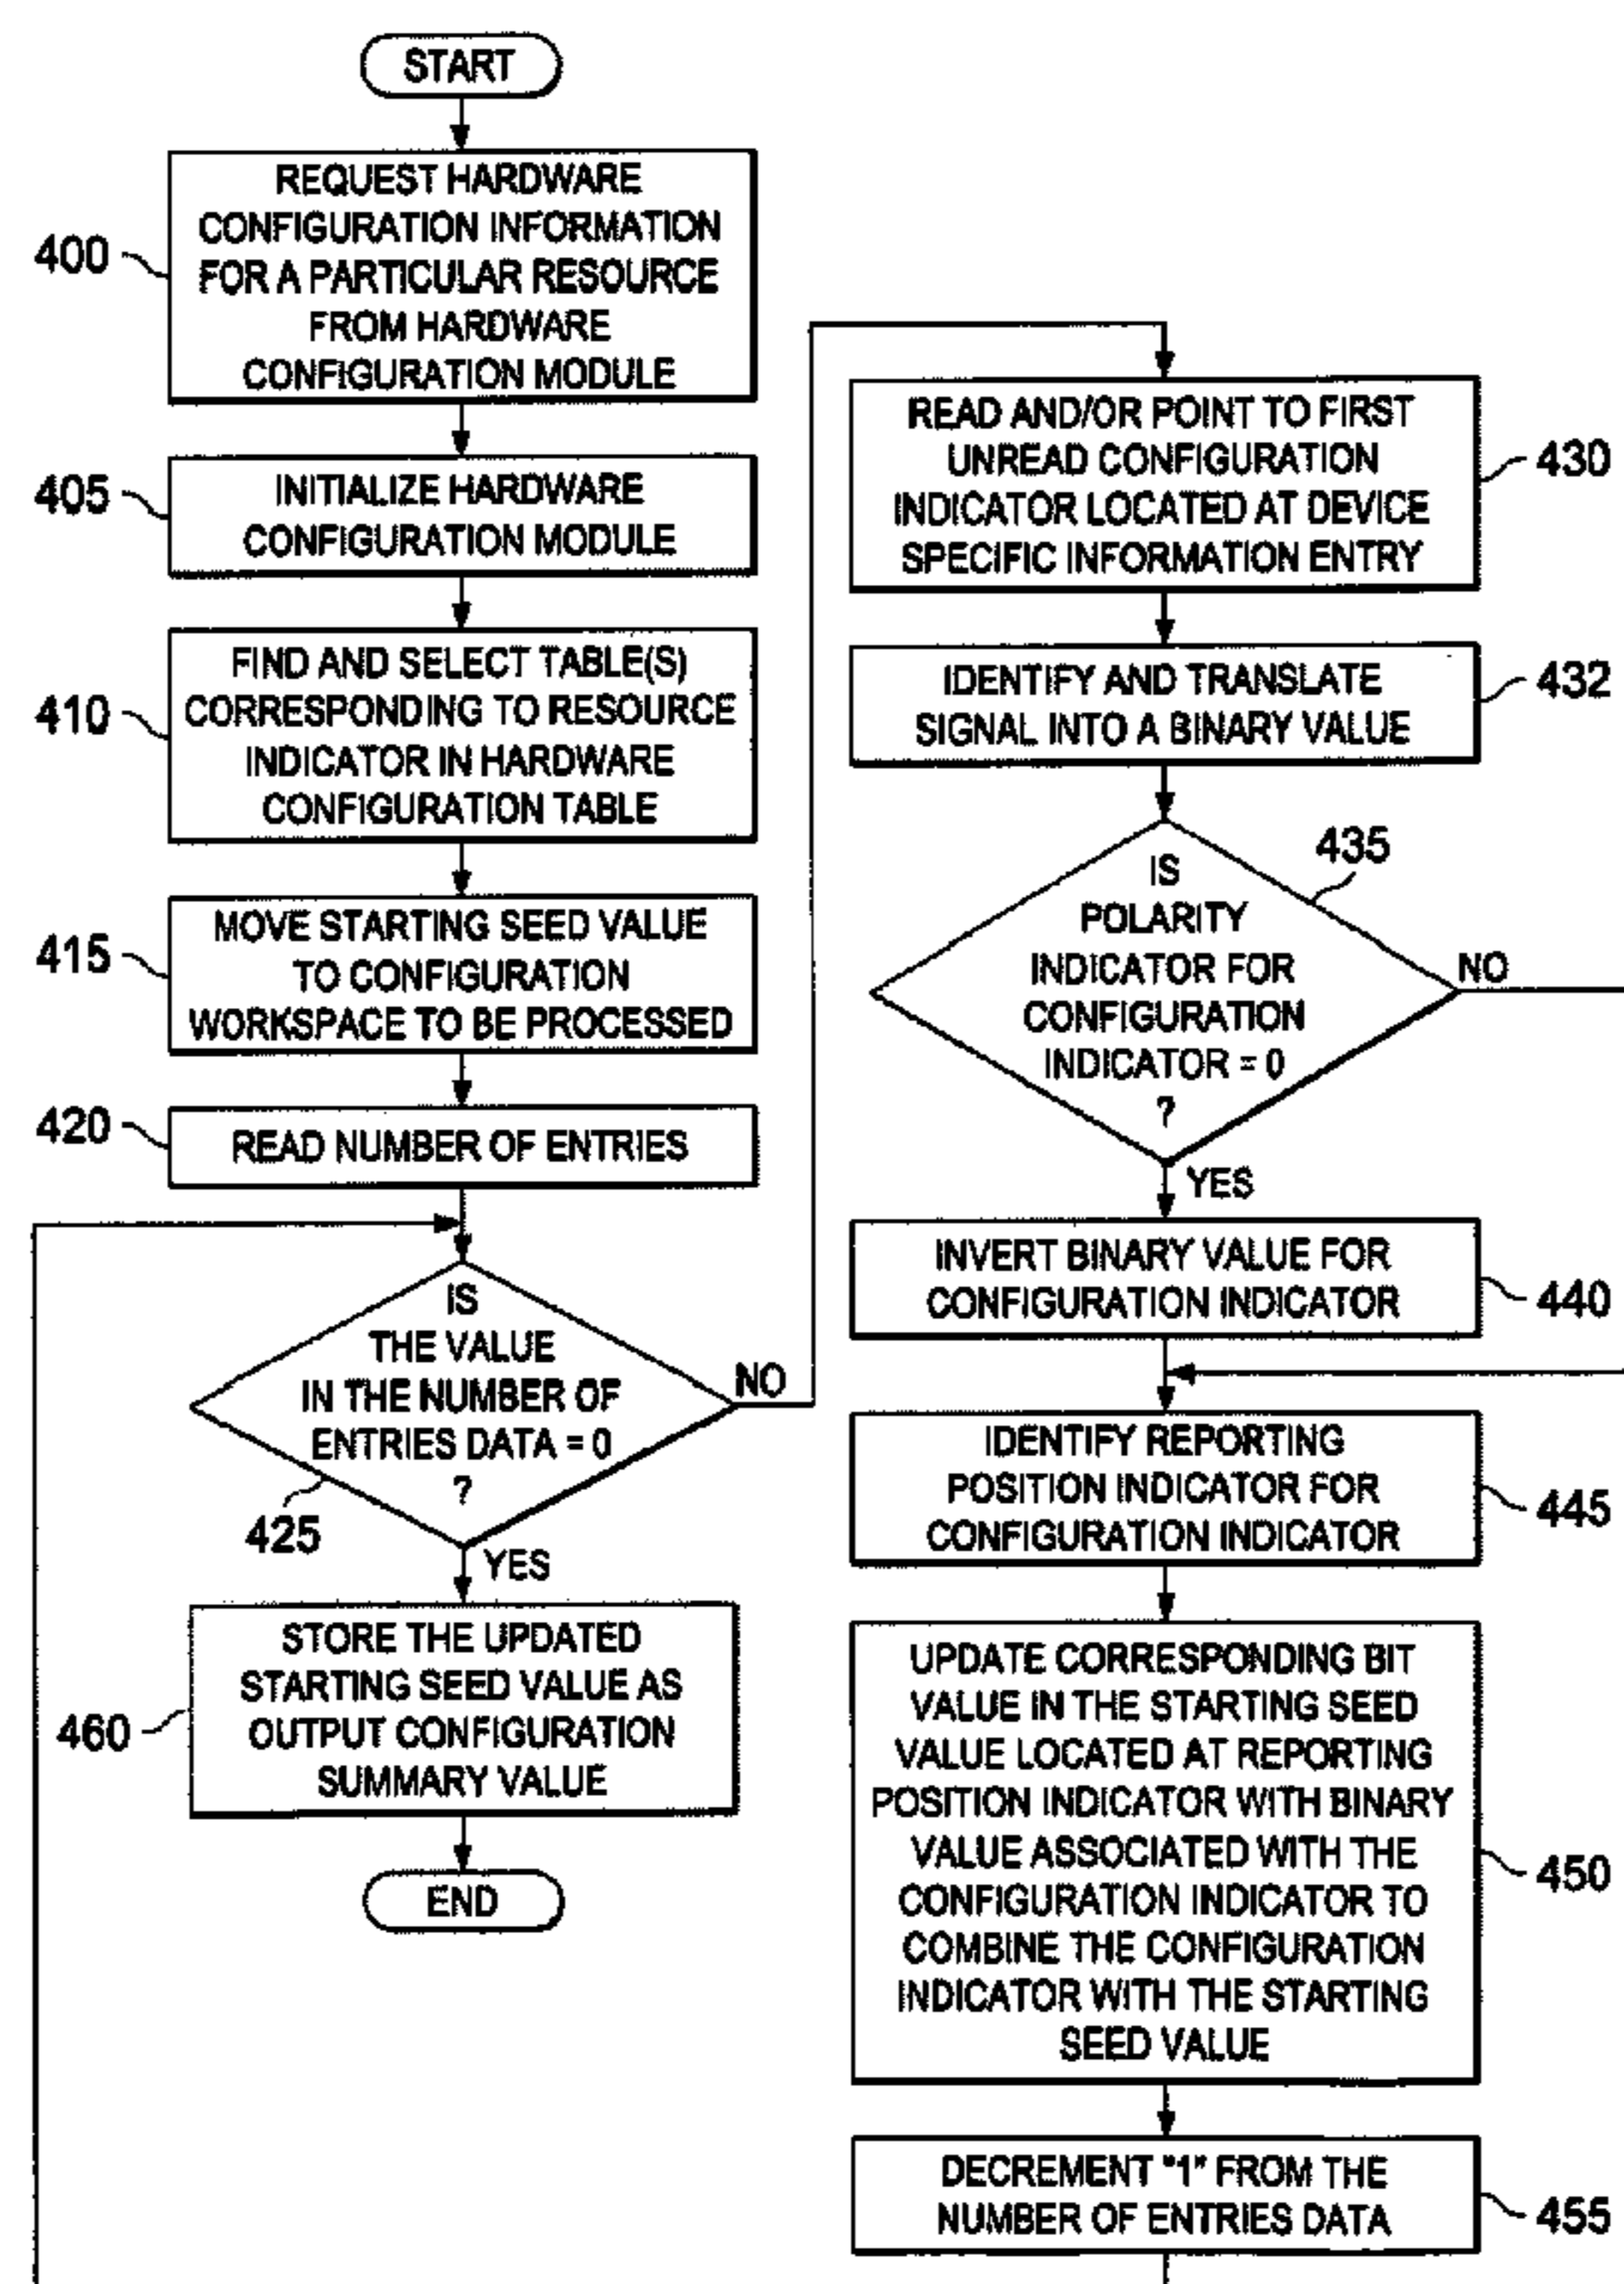 START
REQUEST HARDWARE
CONFIGURATION INFORMATION
FOR A PARTICULAR RESOURCE
FROM HARDWARE
CONFIGURATION MODULE
400
INITIALIZE HARDWARE
CONFIGURATION MODULE
405
FIND AND SELECT TABLE(S)
CORRESPONDING TO RESOURCE
INDICATOR IN HARDWARE
CONFIGURATION TABLE
410
MOVE STARTING SEED VALUE
TO CONFIGURATION
WORKSPACE TO BE PROCESSED
415
READ NUMBER OF ENTRIES
420
IS
THE VALUE
IN THE NUMBER OF
ENTRIES DATA = 0
?
425
NO
YES
STORE THE UPDATED
STARTING SEED VALUE AS
OUTPUT CONFIGURATION
SUMMARY VALUE
460
END
READ AND/OR POINT TO FIRST
UNREAD CONFIGURATION
INDICATOR LOCATED AT DEVICE
SPECIFIC INFORMATION ENTRY
430
IDENTIFY AND TRANSLATE
SIGNAL INTO A BINARY VALUE
432
IS
POLARITY
INDICATOR FOR
CONFIGURATION
INDICATOR = 0
?
435
NO
YES
INVERT BINARY VALUE FOR
CONFIGURATION INDICATOR
440
IDENTIFY REPORTING
POSITION INDICATOR FOR
CONFIGURATION INDICATOR
445
UPDATE CORRESPONDING BIT
VALUE IN THE STARTING SEED
VALUE LOCATED AT REPORTING
POSITION INDICATOR WITH BINARY
VALUE ASSOCIATED WITH THE
CONFIGURATION INDICATOR TO
COMBINE THE CONFIGURATION
INDICATOR WITH THE STARTING
SEED VALUE
450
DECREMENT "1" FROM THE
NUMBER OF ENTRIES DATA
455